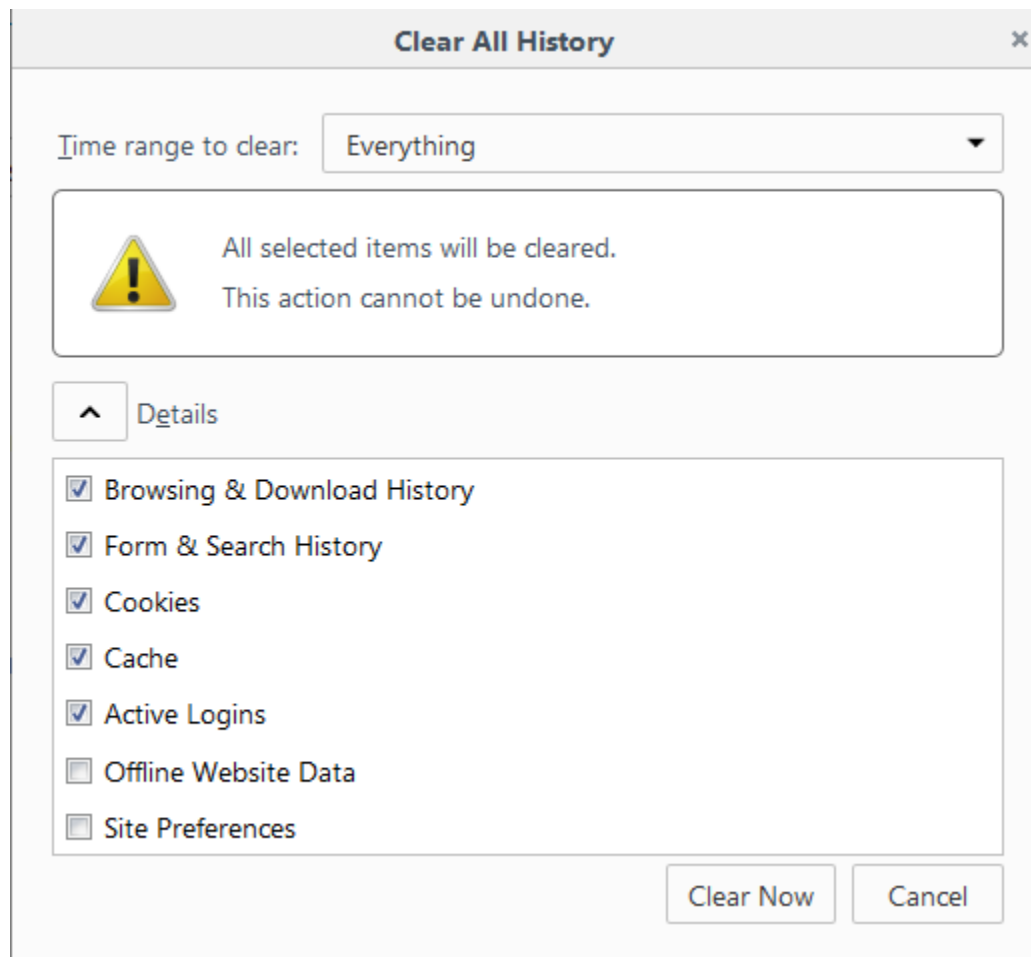 Clear All History
Time range to clear: Everything
All selected items will be cleared.
This action cannot be undone.
Details
Browsing & Download History
Form & Search History
Cookies
Cache
Active Logins
Offline Website Data
Site Preferences
Clear Now Cancel